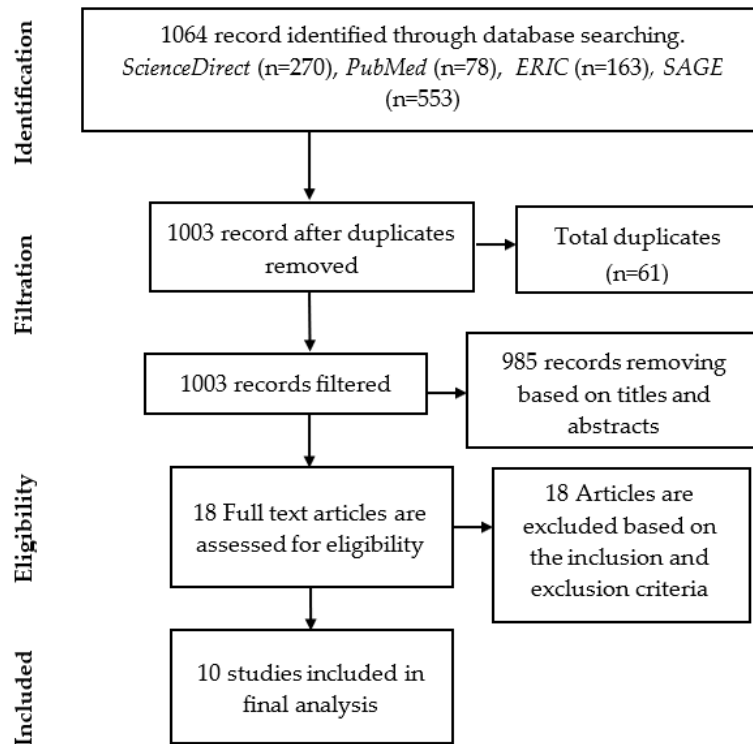 Identification
1064 record identified through database searching.
ScienceDirect (n=270), PubMed (n=78), ERIC (n=163), SAGE
(n=553)
Filtration
1003 record after duplicates
removed
Total duplicates
(n=61)
1003 records filtered
985 records removing
based on titles and
abstracts
Eligibility
18 Full text articles are
assessed for eligibility
18 Articles are
excluded based on
the inclusion and
exclusion criteria
Included
10 studies included in
final analysis